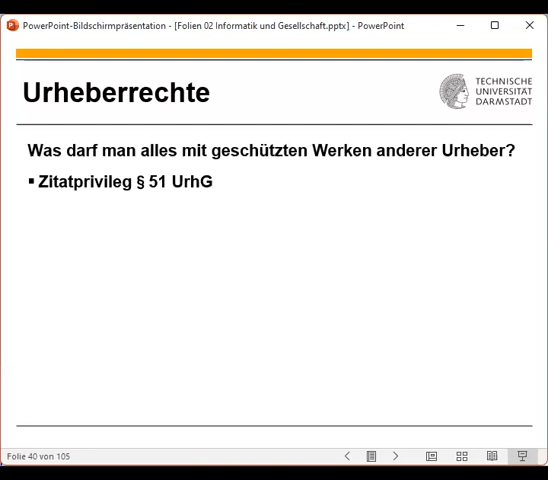 PowerPoint-Bildschirmpräsentation - [Folien 02 Informatik und Gesellschaft.pptx] - PowerPoint
Urheberrechte
TECHNISCHE
UNIVERSITÄT
DARMSTADT
Was darf man alles mit geschützten Werken anderer Urheber?
▪ Zitatprivileg § 51 UrhG
Folie 40 von 105